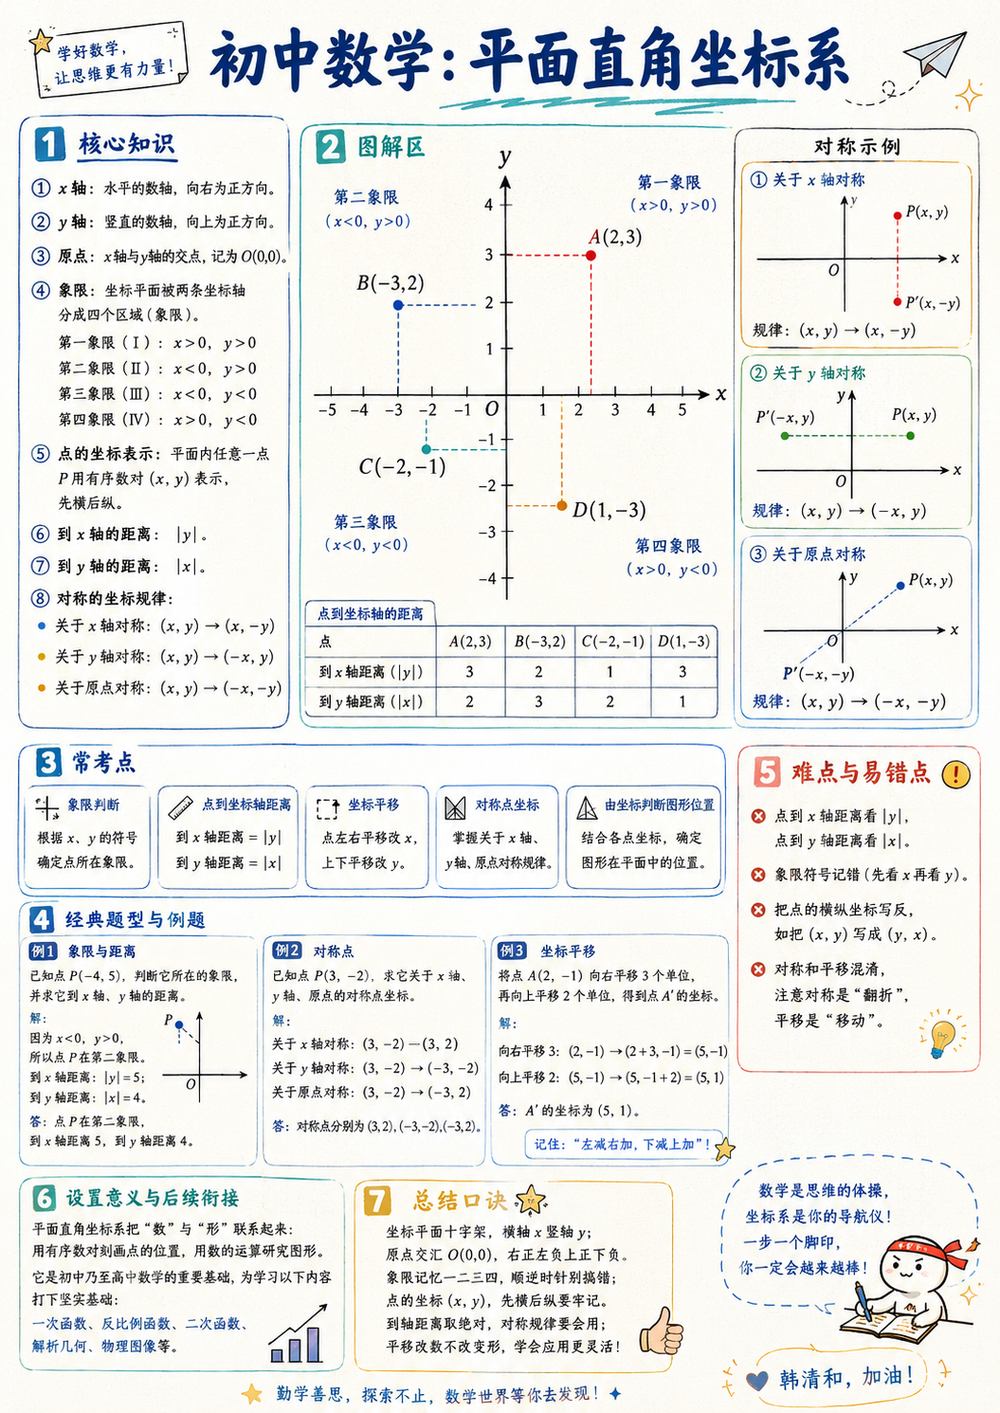 学好数学，
让思维更有力量！
初中数学：平面直角坐标系
1 核心知识
① x 轴：水平的数轴，向右为正方向。
② y 轴：竖直的数轴，向上为正方向。
③ 原点：x轴与y轴的交点，记为 O(0,0)。
④ 象限：坐标平面被两条坐标轴
分成四个区域（象限）。
第一象限（Ⅰ）：x>0，y>0
第二象限（Ⅱ）：x<0，y>0
第三象限（Ⅲ）：x<0，y<0
第四象限（Ⅳ）：x>0，y<0
⑤ 点的坐标表示：平面内任意一点
P用有序数对 (x, y) 表示，
先横后纵。
⑥ 到 x 轴的距离： |y|。
⑦ 到 y 轴的距离： |x|。
⑧ 对称的坐标规律：
• 关于 x 轴对称：(x, y) → (x, −y)
• 关于 y 轴对称：(x, y) → (−x, y)
• 关于原点对称：(x, y) → (−x, −y)
2 图解区
y
第二象限
(x<0, y>0)
第一象限
(x>0, y>0)
4
A(2,3)
3
B(−3,2)
2
1
−5 −4 −3 −2 −1 O 1 2 3 4 5 x
−1
C(−2,−1)
−2
D(1,−3)
第三象限
(x<0, y<0)
−3
第四象限
(x>0, y<0)
−4
点到坐标轴的距离
点 A(2,3) B(−3,2) C(−2,−1) D(1,−3)
到 x 轴距离 (|y|) 3 2 1 3
到 y 轴距离 (|x|) 2 3 2 1
对称示例
① 关于 x 轴对称
y
P(x, y)
O
x
P′(x, −y)
规律：(x, y) → (x, −y)
② 关于 y 轴对称
y
P′(−x, y)
P(x, y)
O
x
规律：(x, y) → (−x, y)
③ 关于原点对称
y
P(x, y)
O
x
P′(−x, −y)
规律：(x, y) → (−x, −y)
3 常考点
象限判断
根据 x、y 的符号
确定点所在象限。
点到坐标轴距离
到 x 轴距离 = |y|
到 y 轴距离 = |x|
坐标平移
点左右平移改 x，
上下平移改 y。
对称点坐标
掌握关于 x 轴、
y轴、原点对称规律。
由坐标判断图形位置
结合各点坐标，确定
图形在平面中的位置。
5 难点与易错点 !
点到 x 轴距离看 |y|，
点到 y 轴距离看 |x|。
象限符号记错（先看 x 再看 y）。
把点的横纵坐标写反，
如把 (x, y) 写成 (y, x)。
对称和平移混淆，
注意对称是“翻折”，
平移是“移动”。
4 经典题型与例题
例1 象限与距离
已知点 P(−4, 5)，判断它所在的象限，
并求它到 x 轴、y 轴的距离。
解：
因为 x<0，y>0，
所以点 P在第二象限。
到 x 轴距离：|y|=5；
到 y 轴距离：|x|=4。
P
O
答：点 P在第二象限，
到 x 轴距离 5，到 y 轴距离 4。
例2 对称点
已知点 P(3, −2)，求它关于 x 轴、
y 轴、原点的对称点坐标。
解：
关于 x 轴对称：(3, −2) — (3, 2)
关于 y 轴对称：(3, −2) → (−3, −2)
关于原点对称：(3, −2) → (−3, 2)
答：对称点分别为 (3,2), (−3,−2), (−3,2)。
例3 坐标平移
将点 A(2, −1) 向右平移 3 个单位，
再向上平移 2 个单位，得到点 A′的坐标。
解：
向右平移 3：(2, −1) → (2+3, −1) = (5, −1)
向上平移 2：(5, −1) → (5, −1+2) = (5, 1)
答：A′的坐标为 (5, 1)。
记住：“左减右加，下减上加”！
6 设置意义与后续衔接
平面直角坐标系把“数”与“形”联系起来：
用有序数对刻画点的位置，用数的运算研究图形。
它是初中乃至高中数学的重要基础，为学习以下内容
打下坚实基础：
一次函数、反比例函数、二次函数、
解析几何、物理图像等。
7 总结口诀
坐标平面十字架，横轴 x 竖轴 y；
原点交汇 O(0,0)，右正左负上正下负。
象限记忆一二三四，顺逆时针别搞错；
点的坐标 (x, y)，先横后纵要牢记。
到轴距离取绝对，对称规律要会用；
平移改数不改变形，学会应用更灵活！
数学是思维的体操，
坐标系是你的导航仪！
一步一个脚印，
你一定会越来越棒！
勤学善思，探索不止，数学世界等你去发现！
韩清和，加油！